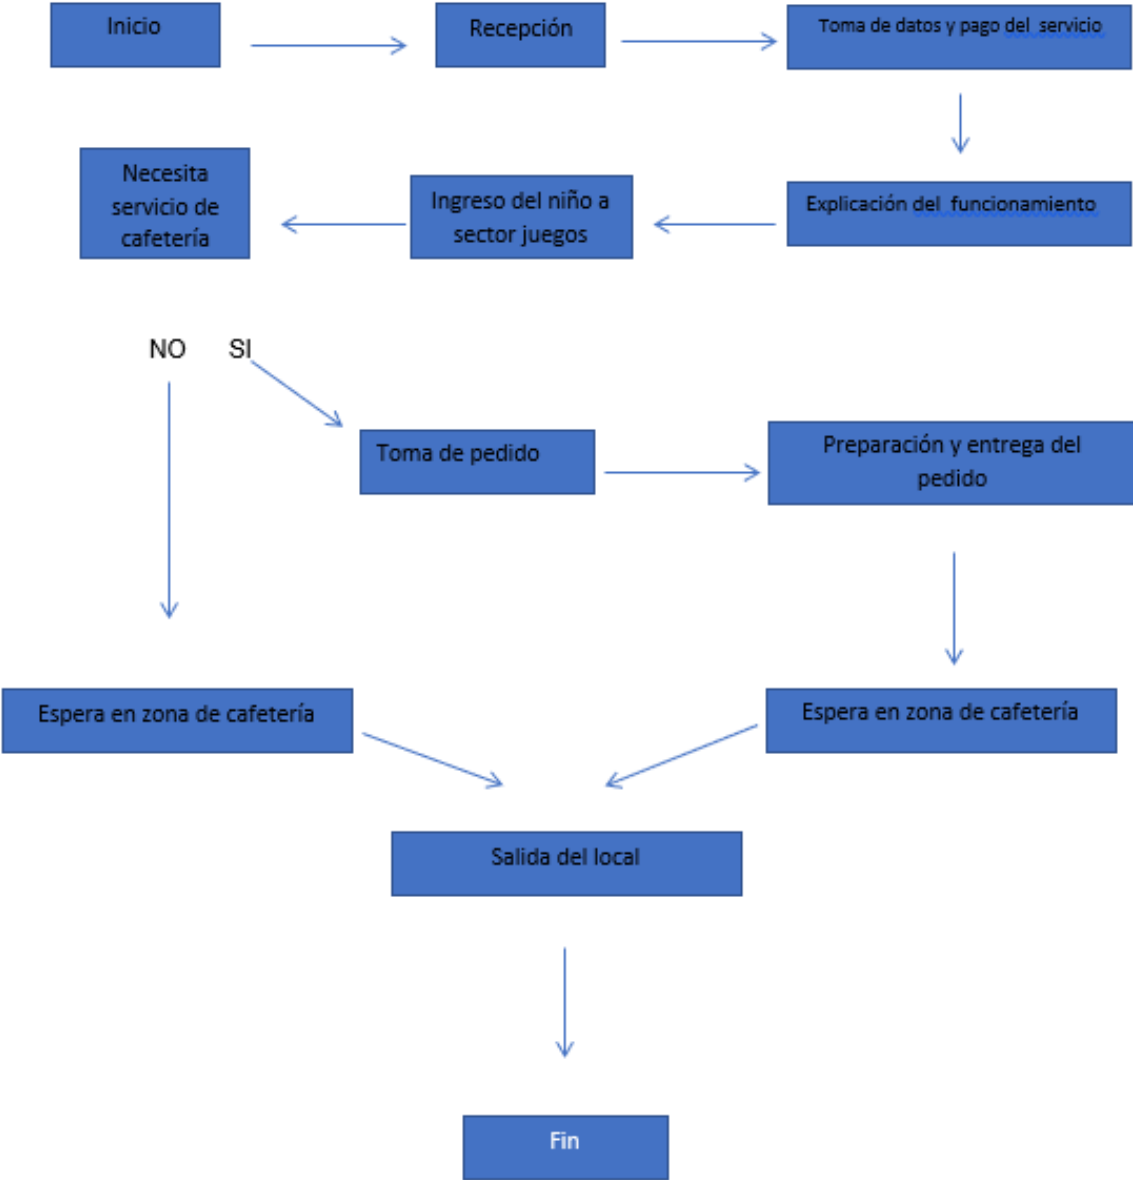 Inicio
Recepción
Toma de datos y pago del servicio
Necesita
servicio de
cafetería
Ingreso del niño a
sector juegos
Explicación del funcionamiento
NO SI
Toma de pedido
Preparación y entrega del
pedido
Espera en zona de cafetería
Espera en zona de cafetería
Salida del local
Fin